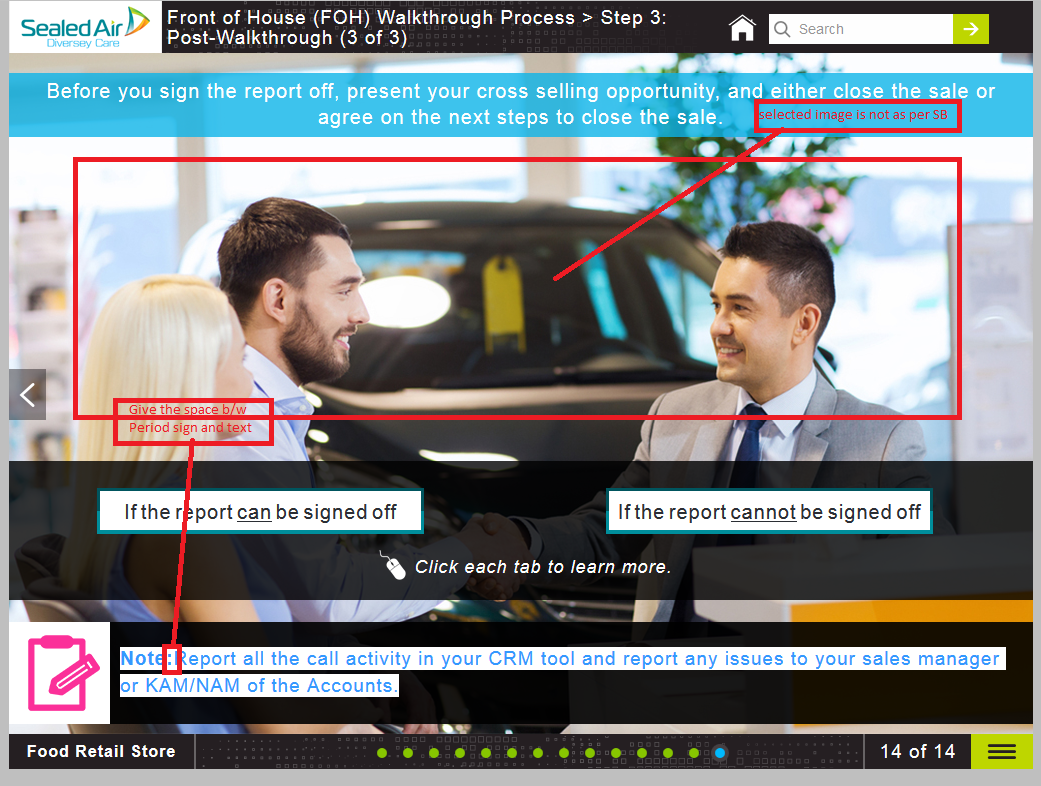 Sealed Air
Diversey Care
Front of House (FOH) Walkthrough Process > Step 3:
Post-Walkthrough (3 of 3)
Search
Before you sign the report off, present your cross selling opportunity, and either close the sale or
agree on the next steps to close the sale.
selected image is not as per SB
Give the space b/w
Period sign and text
If the report can be signed off
If the report cannot be signed off
Click each tab to learn more.
Note:Report all the call activity in your CRM tool and report any issues to your sales manager
or KAM/NAM of the Accounts.
Food Retail Store
14 of 14